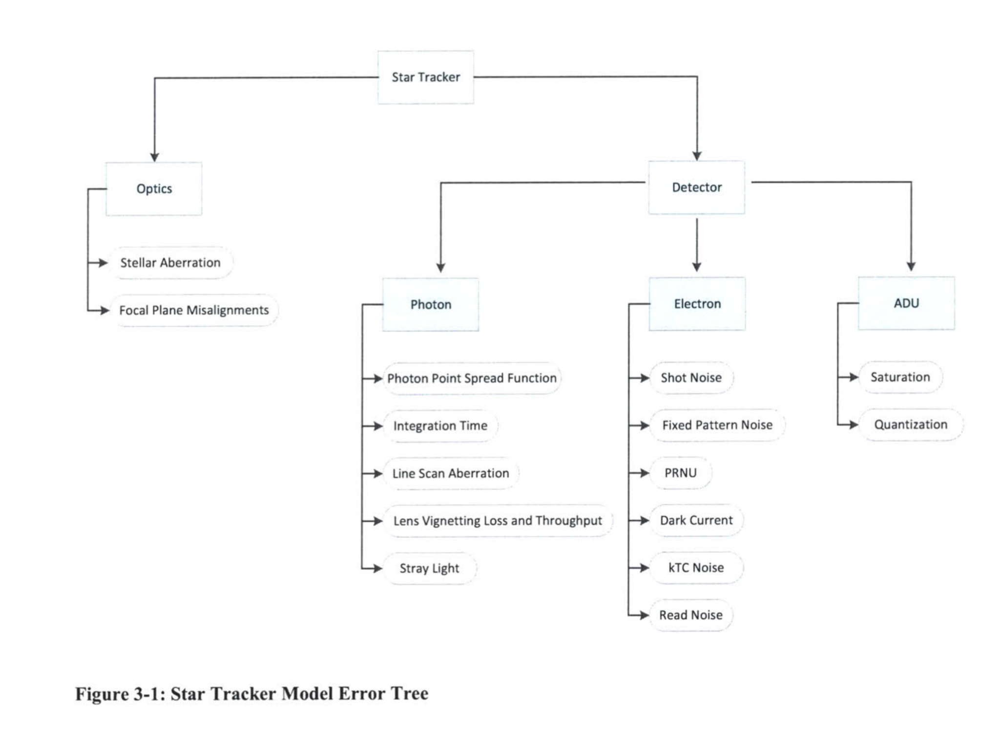 Star Tracker
Optics
Stellar Aberration
Focal Plane Misalignments
Detector
Photon
Photon Point Spread Function
Integration Time
Line Scan Aberration
Lens Vignetting Loss and Throughput
Stray Light
Electron
Shot Noise
Fixed Pattern Noise
PRNU
Dark Current
kTC Noise
Read Noise
ADU
Saturation
Quantization
Figure 3-1: Star Tracker Model Error Tree